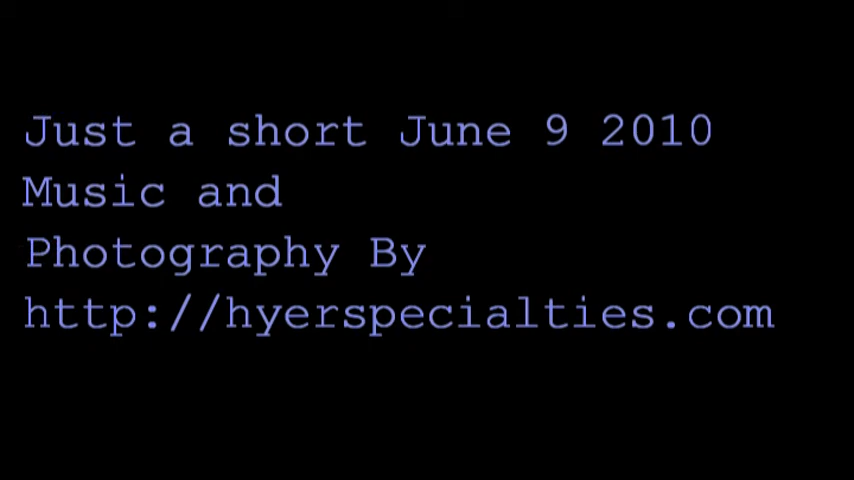 Just a short June 9 2010
Music and
Photography By
http://hyerspecialties.com